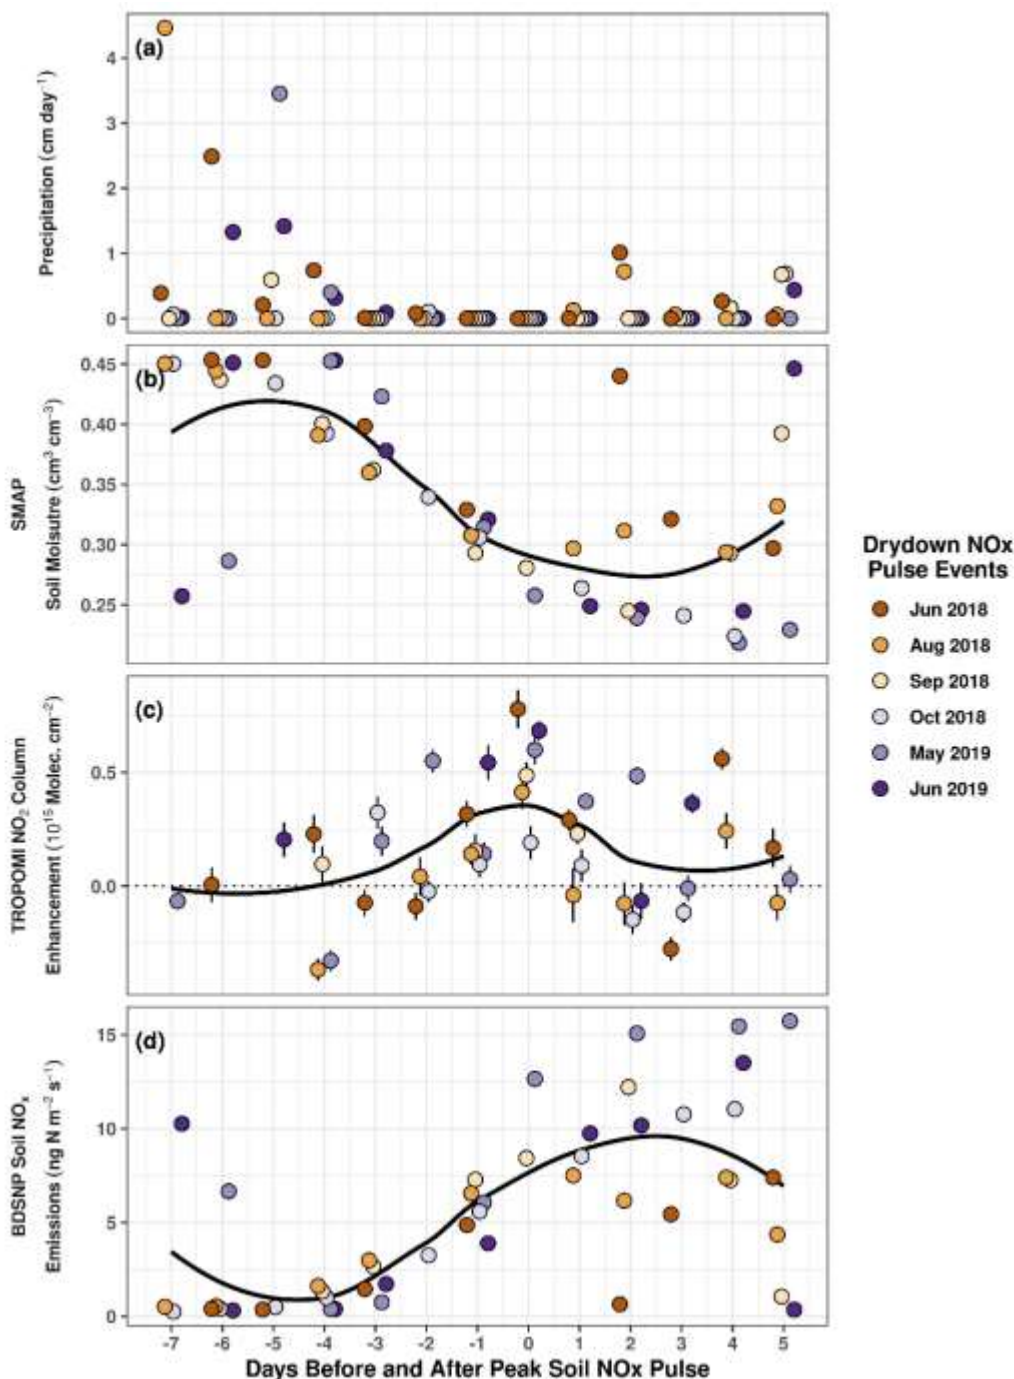 (a)
Precipitation (cm day⁻¹)
4
3
2
1
0
(b)
SMAP
Soil Moisutre (cm³ cm⁻³)
0.45
0.40
0.35
0.30
0.25
(c)
TROPOMI NO₂ Column
Enhancement (10¹⁵ Molec. cm⁻²)
0.5
0.0
(d)
BDSNP Soil NOₓ
Emissions (ng N m⁻² s⁻¹)
15
10
5
0
-7 -6 -5 -4 -3 -2 -1 0 1 2 3 4 5
Days Before and After Peak Soil NOx Pulse
Drydown NOx
Pulse Events
Jun 2018
Aug 2018
Sep 2018
Oct 2018
May 2019
Jun 2019